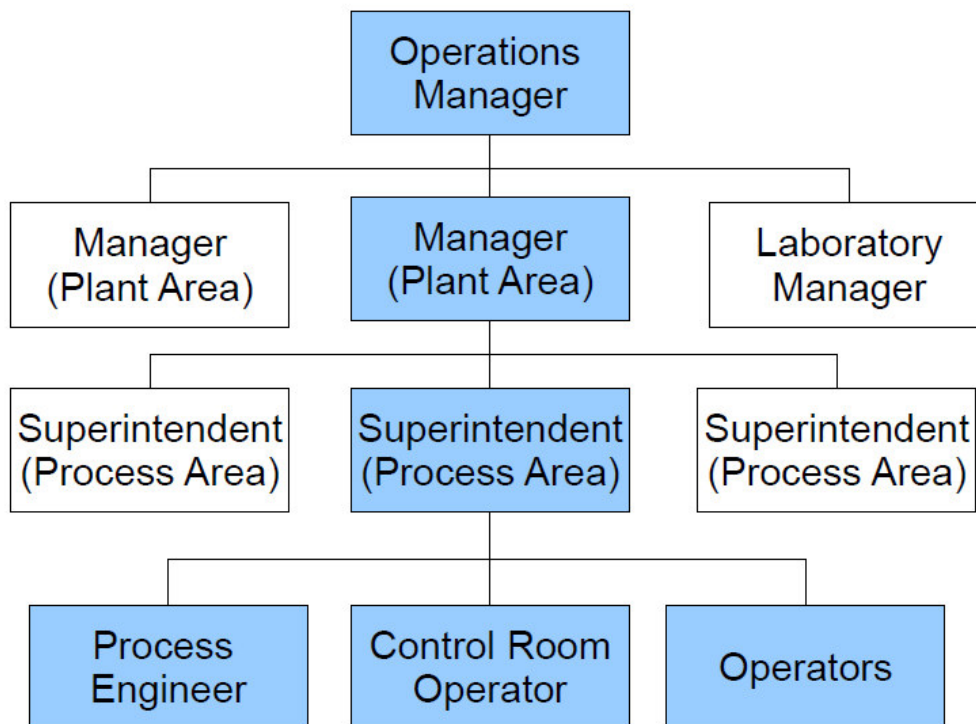 Operations
Manager
Manager
(Plant Area)
Manager
(Plant Area)
Laboratory
Manager
Superintendent
(Process Area)
Superintendent
(Process Area)
Superintendent
(Process Area)
Process
Engineer
Control Room
Operator
Operators